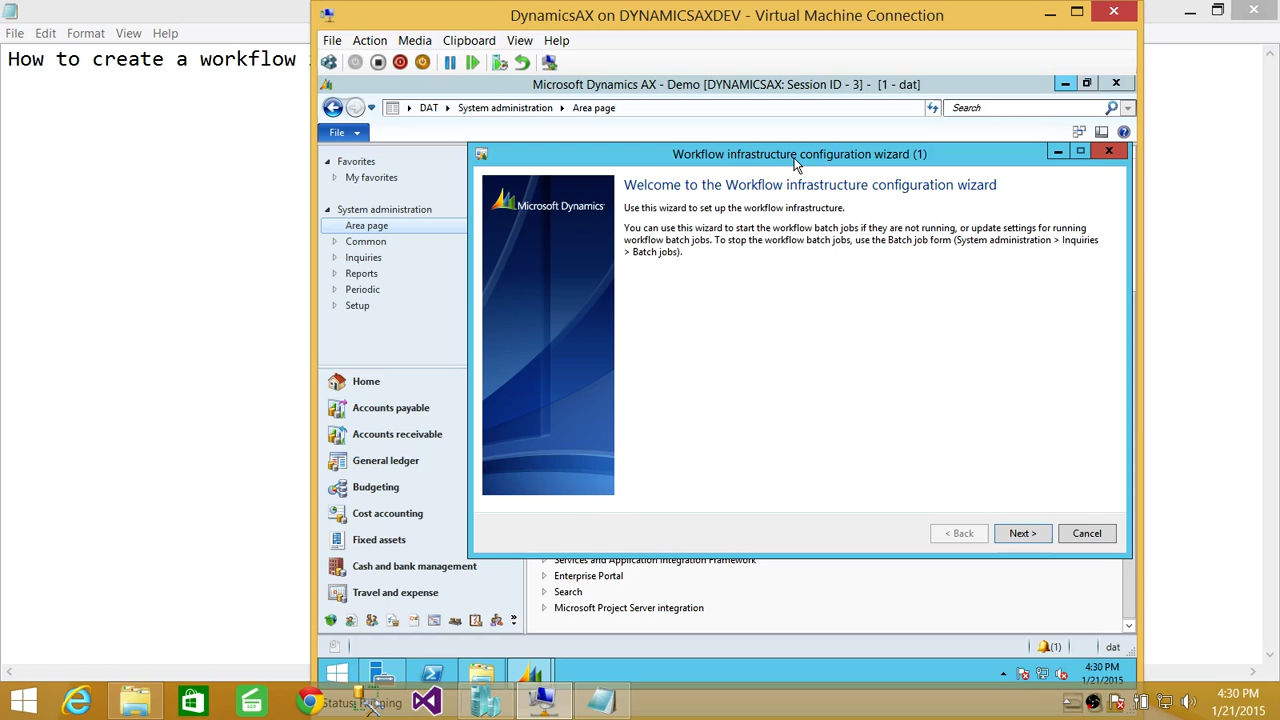 DynamicsAX on DYNAMICSAXDEV - Virtual Machine Connection
File Edit Format View Help
File Action Media Clipboard View Help
How to create a workflow
Microsoft Dynamics AX - Demo [DYNAMICSAX: Session ID - 3] - [1 - dat]
DAT System administration Area page
Search
File
Workflow infrastructure configuration wizard (1)
Favorites
My favorites
System administration
Area page
Common
Inquiries
Reports
Periodic
Setup
Microsoft Dynamics
Welcome to the Workflow infrastructure configuration wizard
Use this wizard to set up the workflow infrastructure.
You can use this wizard to start the workflow batch jobs if they are not running, or update settings for running
workflow batch jobs. To stop the workflow batch jobs, use the Batch job form (System administration > Inquiries
> Batch jobs).
Home
Accounts payable
Accounts receivable
General ledger
Budgeting
Cost accounting
Fixed assets
Cash and bank management
Travel and expense
< Back
Next >
Cancel
Services and Application Integration Framework
Enterprise Portal
Search
Microsoft Project Server integration
(1)
dat
4:30 PM
1/21/2015
Status: Running
4:30 PM
1/21/2015